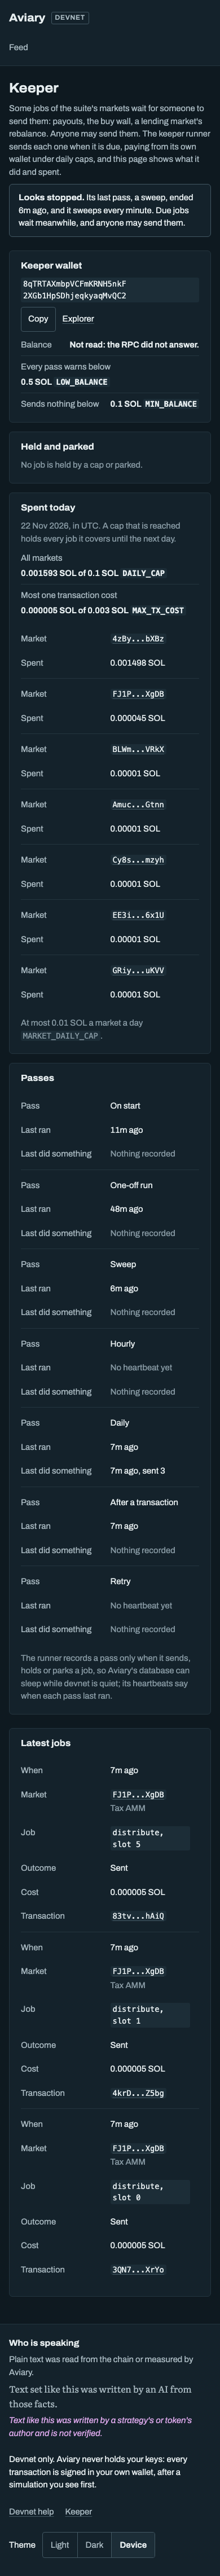 Aviary DEVNET
Feed
Keeper
Some jobs of the suite's markets wait for someone to
send them: payouts, the buy wall, a lending market's
rebalance. Anyone may send them. The keeper runner
sends each one when it is due, paying from its own
wallet under daily caps, and this page shows what it
did and spent.
Looks stopped. Its last pass, a sweep, ended
6m ago, and it sweeps every minute. Due jobs
wait meanwhile, and anyone may send them.
Keeper wallet
8qTRTAXmbpVCFmKRNH5nkF
2XGb1HpSDhjeqkyaqMvQC2
Copy Explorer
Balance Not read: the RPC did not answer.
Every pass warns below
0.5 SOL LOW_BALANCE
Sends nothing below 0.1 SOL MIN_BALANCE
Held and parked
No job is held by a cap or parked.
Spent today
22 Nov 2026, in UTC. A cap that is reached
holds every job it covers until the next day.
All markets
0.001593 SOL of 0.1 SOL DAILY_CAP
Most one transaction cost
0.000005 SOL of 0.003 SOL MAX_TX_COST
Market 4zBy...bXBz
Spent 0.001498 SOL
Market FJ1P...XgDB
Spent 0.000045 SOL
Market BLWm...VRkX
Spent 0.00001 SOL
Market Amuc...Gtnn
Spent 0.00001 SOL
Market Cy8s...mzyh
Spent 0.00001 SOL
Market EE3i...6x1U
Spent 0.00001 SOL
Market GRiy...uKVV
Spent 0.00001 SOL
At most 0.01 SOL a market a day
MARKET_DAILY_CAP.
Passes
Pass On start
Last ran 11m ago
Last did something Nothing recorded
Pass One-off run
Last ran 48m ago
Last did something Nothing recorded
Pass Sweep
Last ran 6m ago
Last did something Nothing recorded
Pass Hourly
Last ran No heartbeat yet
Last did something Nothing recorded
Pass Daily
Last ran 7m ago
Last did something 7m ago, sent 3
Pass After a transaction
Last ran 7m ago
Last did something Nothing recorded
Pass Retry
Last ran No heartbeat yet
Last did something Nothing recorded
The runner records a pass only when it sends,
holds or parks a job, so Aviary's database can
sleep while devnet is quiet; its heartbeats say
when each pass last ran.
Latest jobs
When 7m ago
Market FJ1P...XgDB
Tax AMM
Job distribute,
slot 5
Outcome Sent
Cost 0.000005 SOL
Transaction 83tv...hAiQ
When 7m ago
Market FJ1P...XgDB
Tax AMM
Job distribute,
slot 1
Outcome Sent
Cost 0.000005 SOL
Transaction 4krD...Z5bg
When 7m ago
Market FJ1P...XgDB
Tax AMM
Job distribute,
slot 0
Outcome Sent
Cost 0.000005 SOL
Transaction 3QN7...XrYo
Who is speaking
Plain text was read from the chain or measured by
Aviary.
Text set like this was written by an AI from
those facts.
Text like this was written by a strategy's or token's
author and is not verified.
Devnet only. Aviary never holds your keys: every
transaction is signed in your own wallet, after a
simulation you see first.
Devnet help Keeper
Theme Light Dark Device